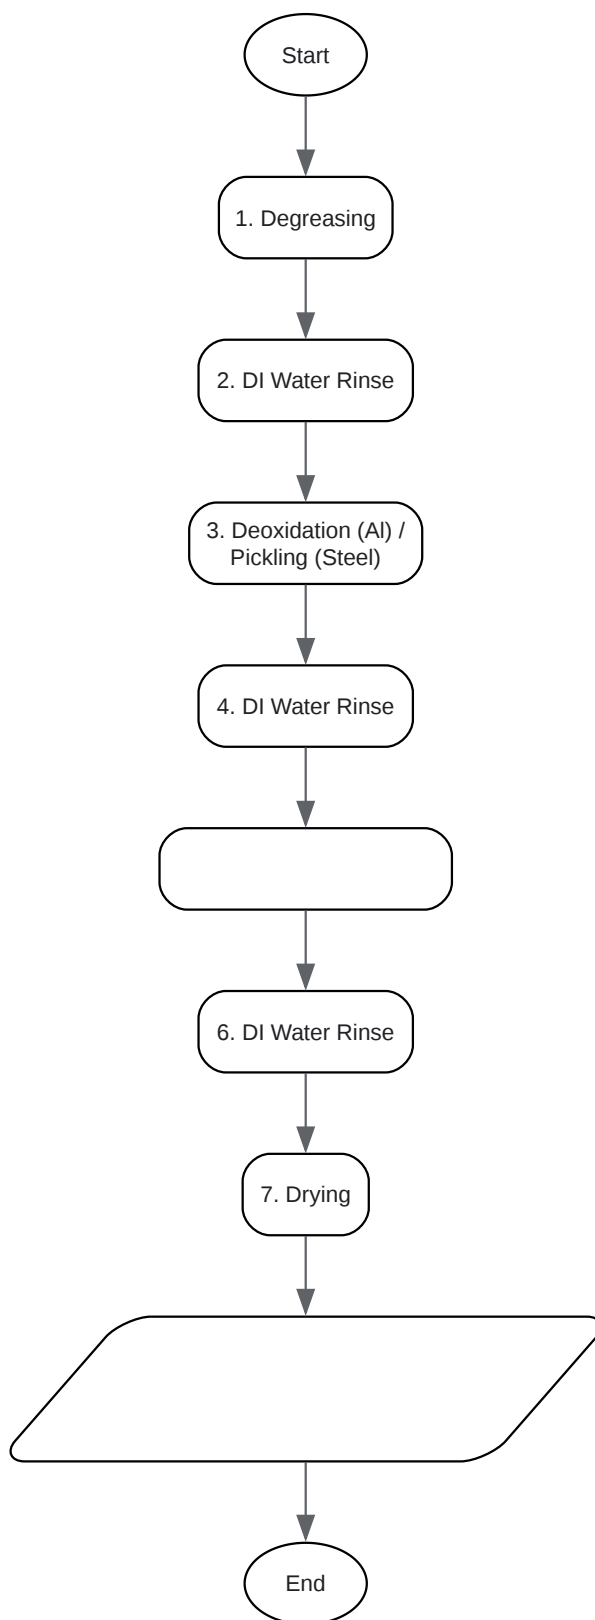 Start
1. Degreasing
2. DI Water Rinse
3. Deoxidation (Al) /
Pickling (Steel)
4. DI Water Rinse
6. DI Water Rinse
7. Drying
End